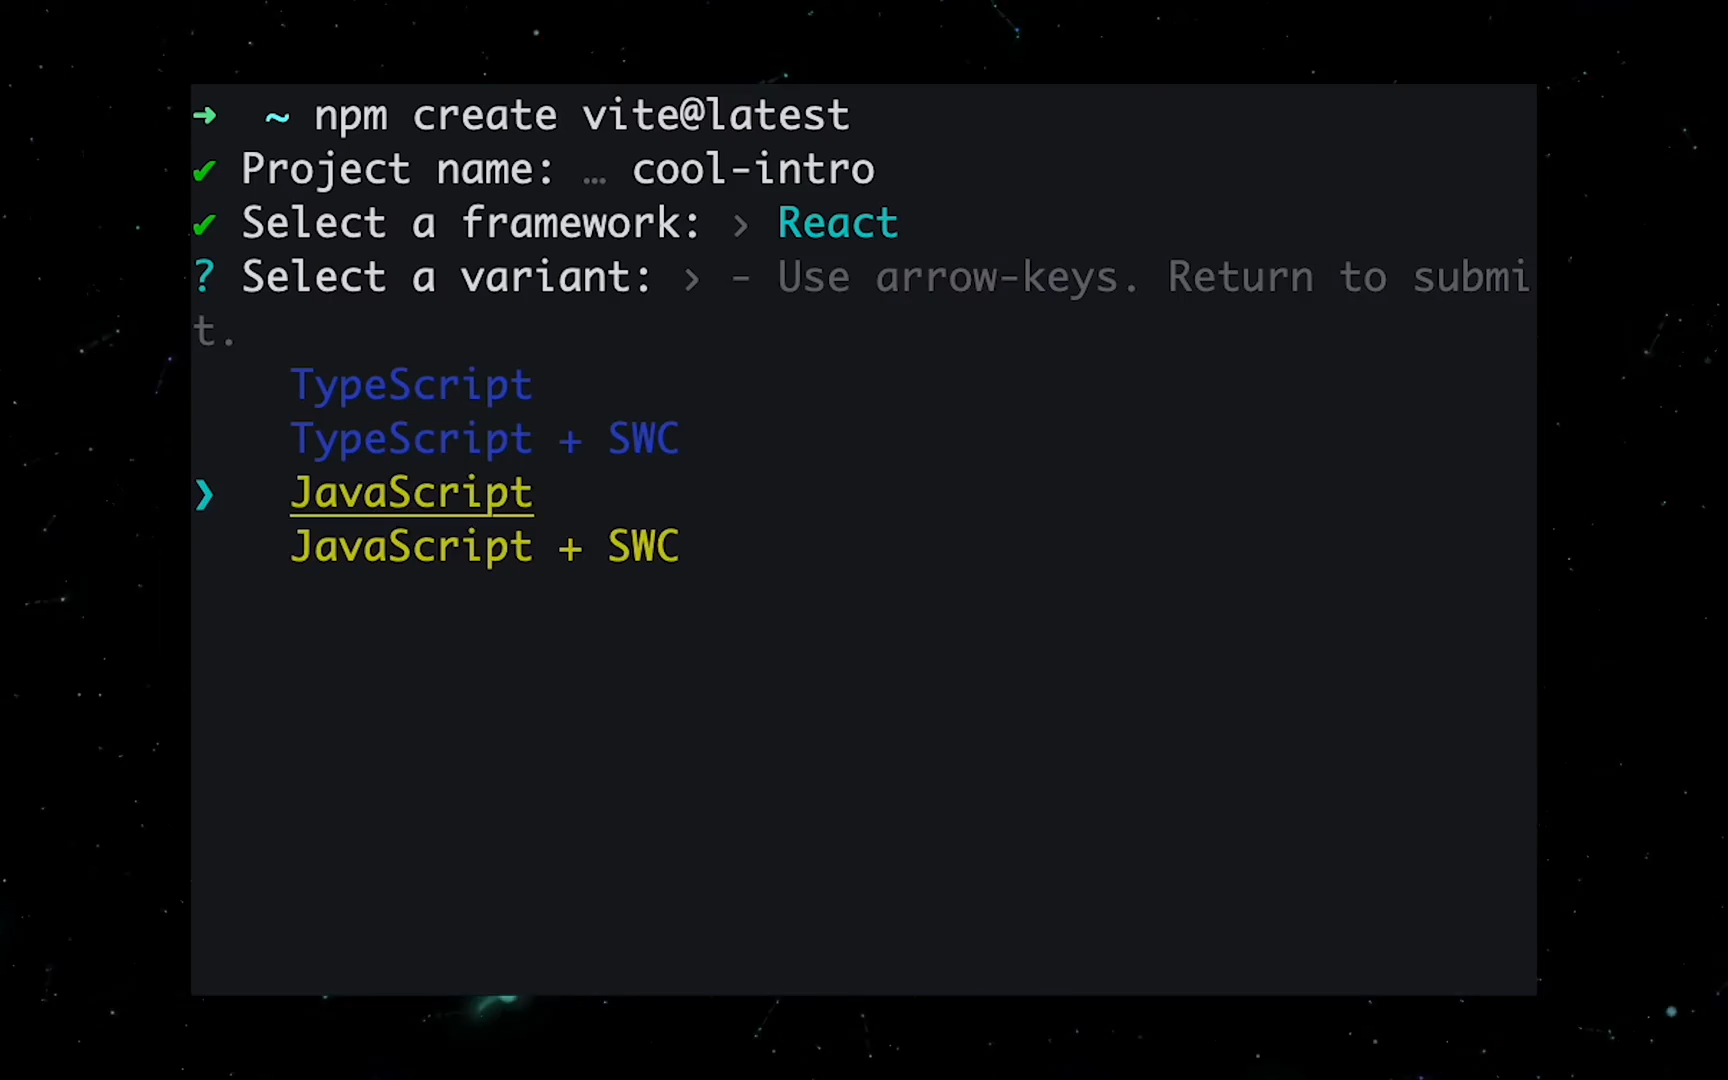 ➜  ~ npm create vite@latest
✔ Project name: … cool-intro
✔ Select a framework: › React
? Select a variant: › - Use arrow-keys. Return to submi
t.
TypeScript
TypeScript + SWC
❯ JavaScript
JavaScript + SWC